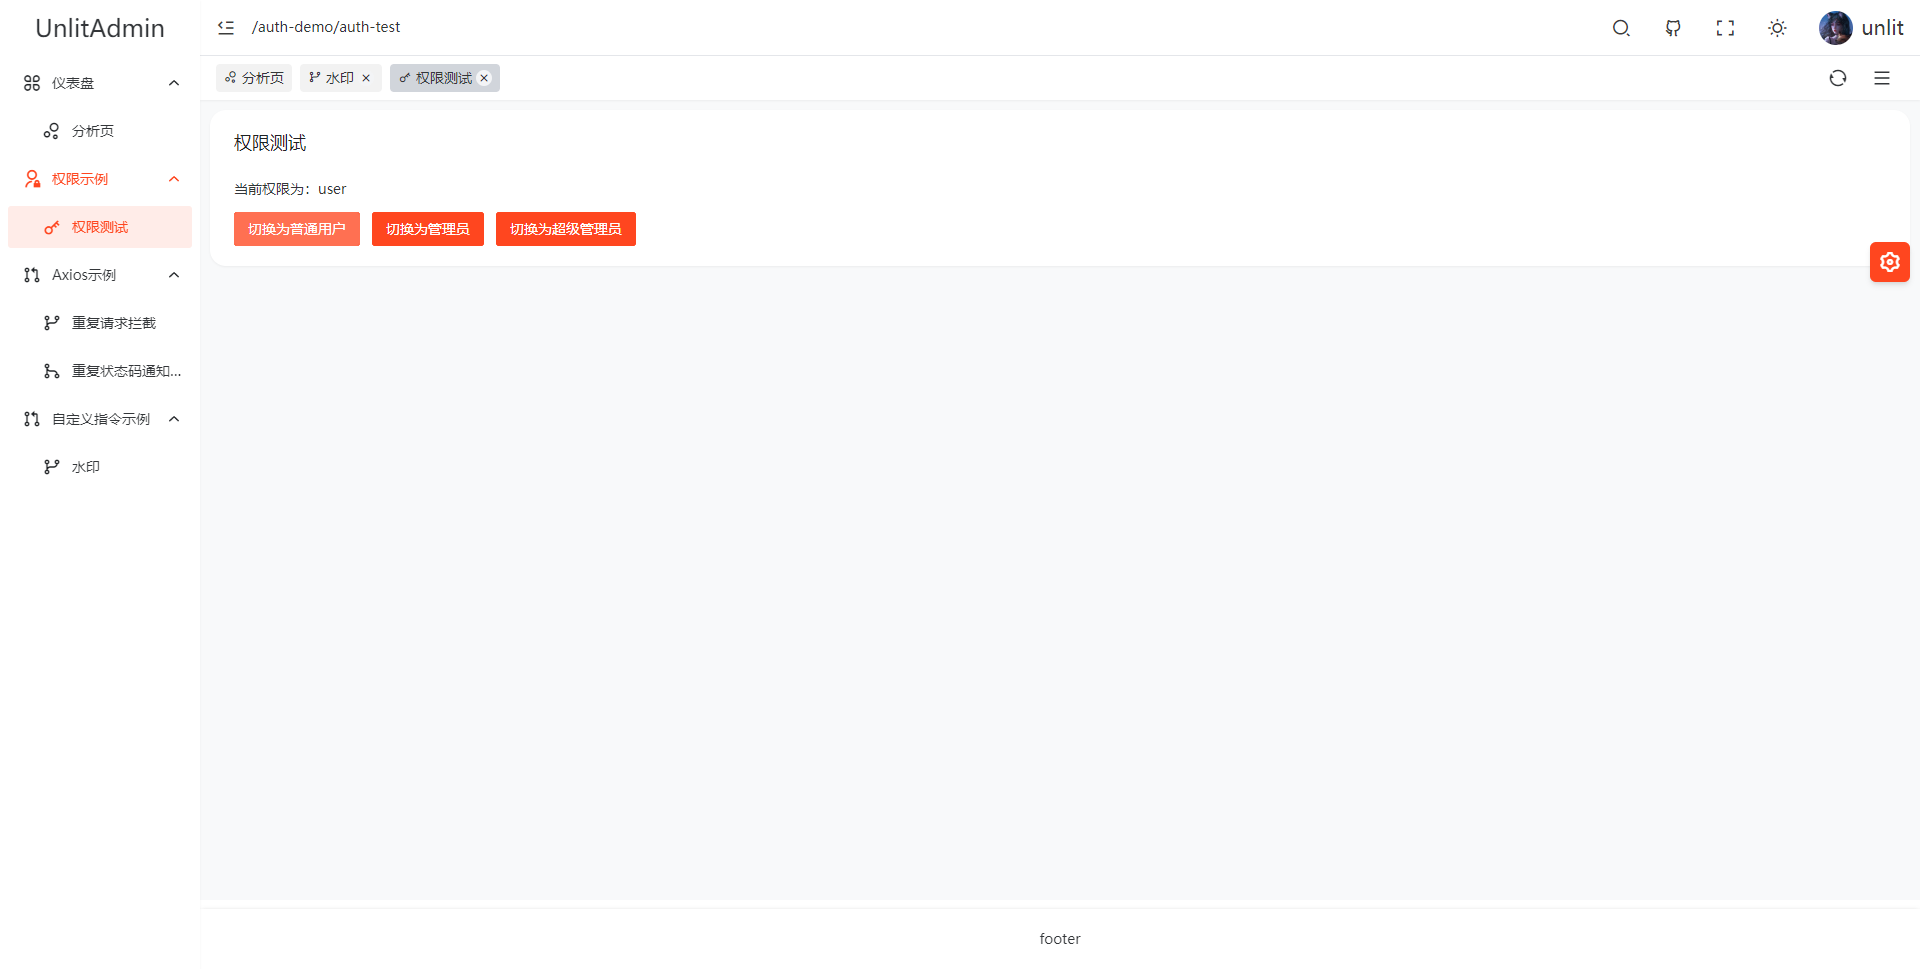 UnlitAdmin
/auth-demo/auth-test
unlit
仪表盘
分析页
权限示例
权限测试
Axios示例
重复请求拦截
重复状态码通知...
自定义指令示例
水印
分析页
水印
权限测试
权限测试
当前权限为：user
切换为普通用户
切换为管理员
切换为超级管理员
footer